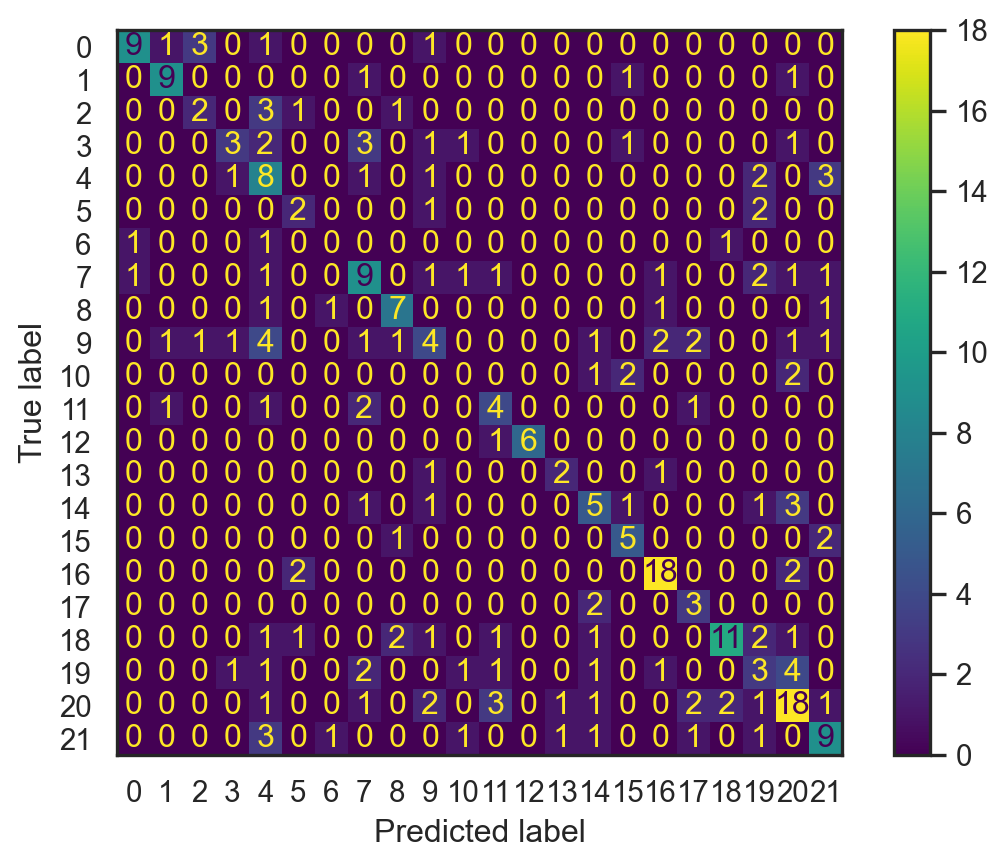 0 9 1 3 0 1 0 0 0 0 1 0 0 0 0 0 0 0 0 0 0 0 0 18
1 0 9 0 0 0 0 0 1 0 0 0 0 0 0 0 1 0 0 0 0 1 0
2 0 0 2 0 3 1 0 0 1 0 0 0 0 0 0 0 0 0 0 0 0 0 16
3 0 0 0 3 2 0 0 3 0 1 1 0 0 0 0 1 0 0 0 0 1 0
4 0 0 0 1 8 0 0 1 0 1 0 0 0 0 0 0 0 0 0 2 0 3 14
5 0 0 0 0 0 2 0 0 0 1 0 0 0 0 0 0 0 0 0 2 0 0
6 1 0 0 0 1 0 0 0 0 0 0 0 0 0 0 0 0 0 1 0 0 0
7 1 0 0 0 1 0 0 9 0 1 1 1 0 0 0 0 1 0 0 2 1 1 12
8 0 0 0 0 1 0 1 0 7 0 0 0 0 0 0 0 1 0 0 0 0 1
9 0 1 1 1 4 0 0 1 1 4 0 0 0 0 1 0 2 2 0 0 1 1 10
10 0 0 0 0 0 0 0 0 0 0 0 0 0 0 1 2 0 0 0 0 2 0
11 0 1 0 0 1 0 0 2 0 0 0 4 0 0 0 0 0 1 0 0 0 0
12 0 0 0 0 0 0 0 0 0 0 0 1 6 0 0 0 0 0 0 0 0 0 8
13 0 0 0 0 0 0 0 0 0 1 0 0 0 2 0 0 1 0 0 0 0 0
14 0 0 0 0 0 0 0 1 0 1 0 0 0 0 5 1 0 0 0 1 3 0 6
15 0 0 0 0 0 0 0 0 1 0 0 0 0 0 0 5 0 0 0 0 0 2
16 0 0 0 0 0 2 0 0 0 0 0 0 0 0 0 0 18 0 0 0 2 0
17 0 0 0 0 0 0 0 0 0 0 0 0 0 0 2 0 0 3 0 0 0 0 4
18 0 0 0 0 1 1 0 0 2 1 0 1 0 0 1 0 0 0 11 2 1 0
19 0 0 0 1 1 0 0 2 0 0 1 1 0 0 1 0 1 0 0 3 4 0 2
20 0 0 0 0 1 0 0 1 0 2 0 3 0 1 1 0 0 2 2 1 18 1
21 0 0 0 0 3 0 1 0 0 0 1 0 0 1 1 0 0 1 0 1 0 9 0
True label
0 1 2 3 4 5 6 7 8 9 10 11 12 13 14 15 16 17 18 19 20 21
Predicted label